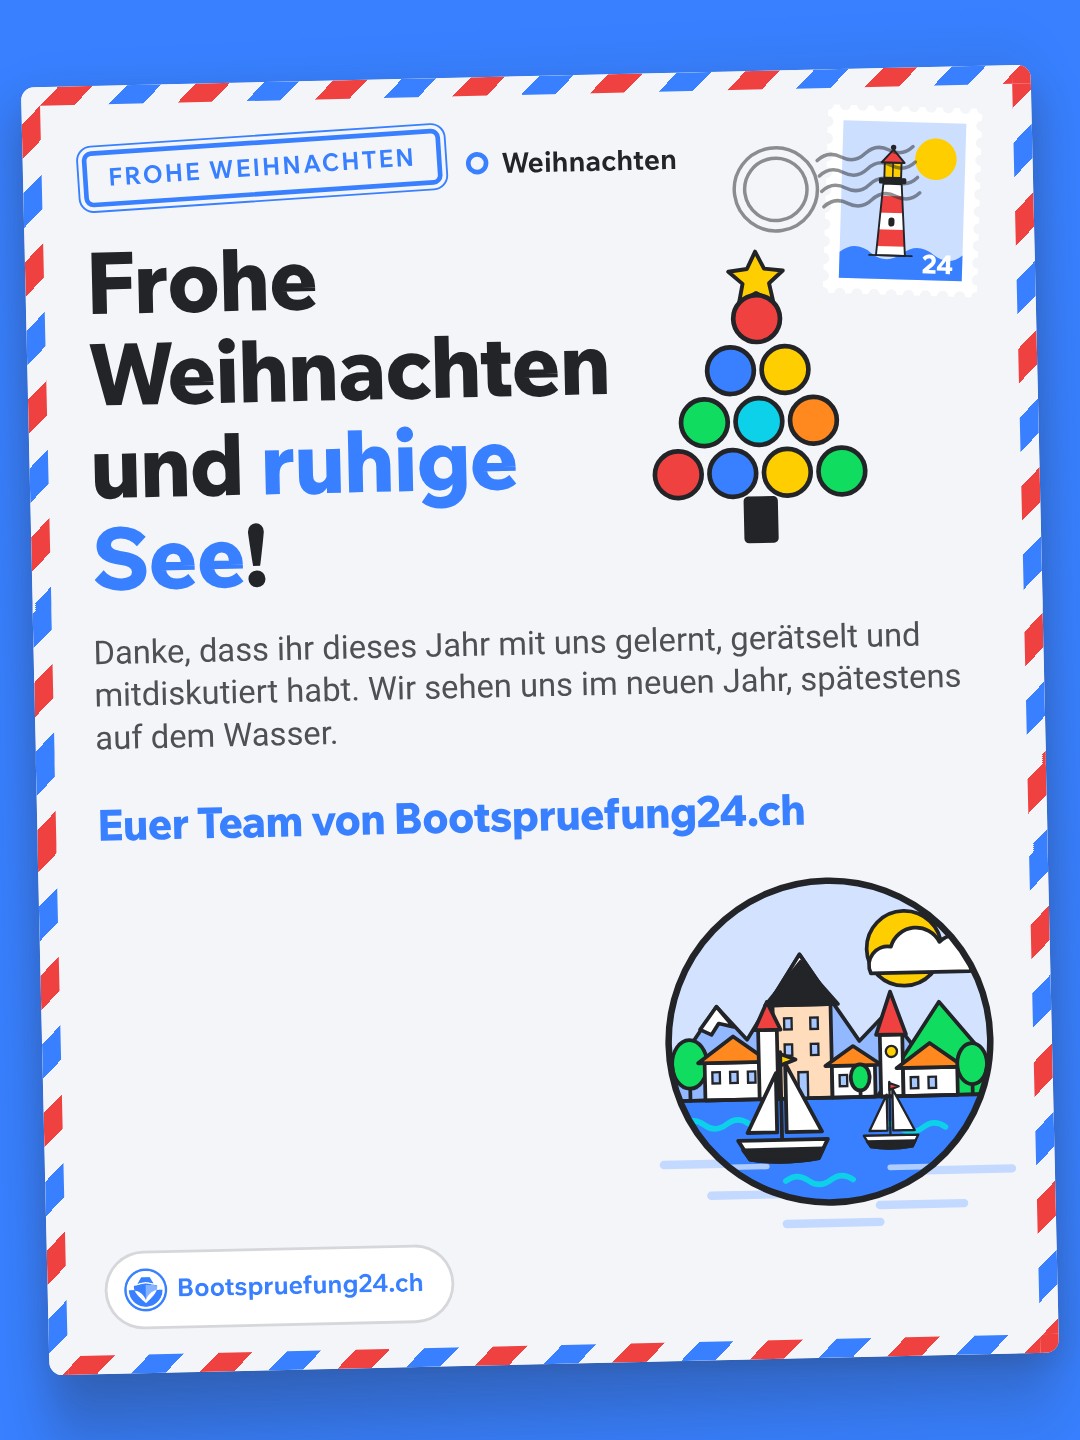 FROHE WEIHNACHTEN
Weihnachten
24
Frohe
Weihnachten
und ruhige
See!
Danke, dass ihr dieses Jahr mit uns gelernt, gerätselt und
mitdiskutiert habt. Wir sehen uns im neuen Jahr, spätestens
auf dem Wasser.
Euer Team von Bootspruefung24.ch
Bootspruefung24.ch